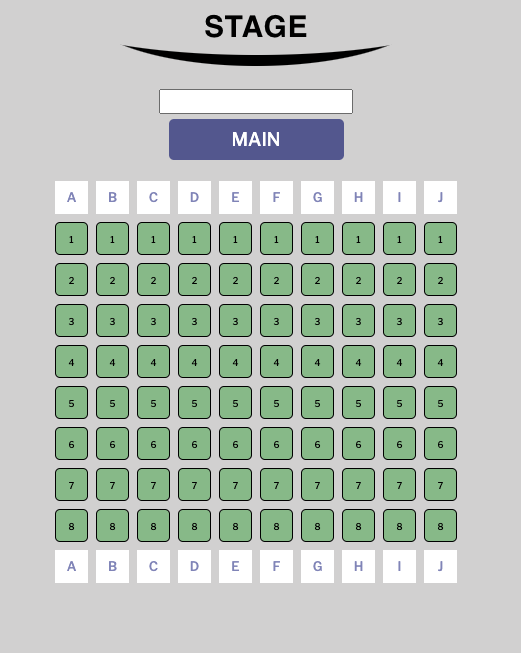 STAGE
MAIN
A B C D E F G H I J
1 1 1 1 1 1 1 1 1 1
2 2 2 2 2 2 2 2 2 2
3 3 3 3 3 3 3 3 3 3
4 4 4 4 4 4 4 4 4 4
5 5 5 5 5 5 5 5 5 5
6 6 6 6 6 6 6 6 6 6
7 7 7 7 7 7 7 7 7 7
8 8 8 8 8 8 8 8 8 8
A B C D E F G H I J